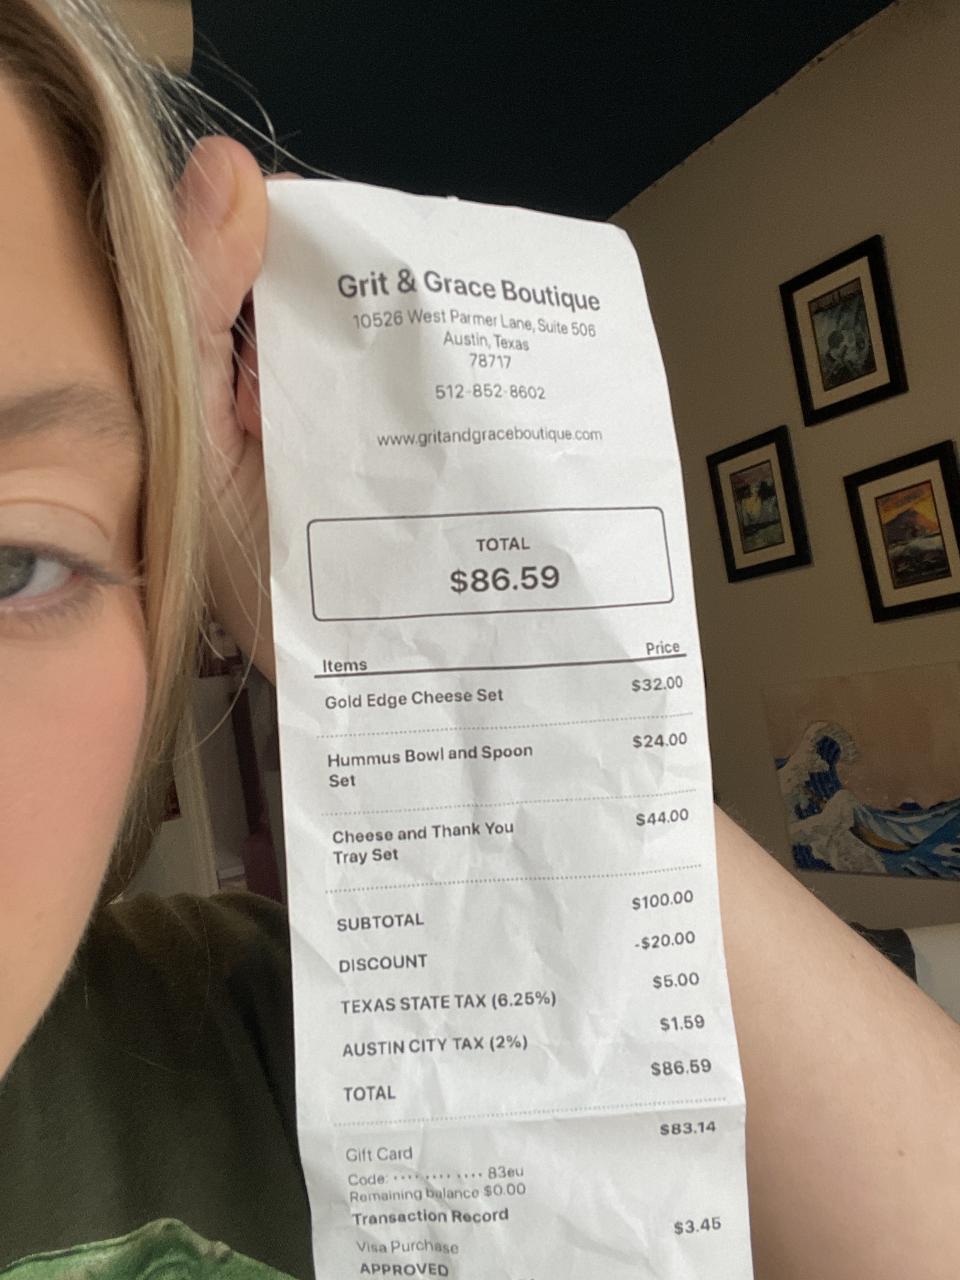 Grit & Grace Boutique
10526 West Parmer Lane, Suite 506
Austin, Texas
78717
512-852-8602
www.gritandgraceboutique.com
TOTAL
$86.59
Items Price
Gold Edge Cheese Set $32.00
Hummus Bowl and Spoon $24.00
Set
Cheese and Thank You $44.00
Tray Set
SUBTOTAL $100.00
DISCOUNT -$20.00
TEXAS STATE TAX (6.25%) $5.00
AUSTIN CITY TAX (2%) $1.59
TOTAL $86.59
Gift Card $83.14
Code: ···· ···· ···· 83eu
Remaining balance $0.00
Transaction Record
Visa Purchase $3.45
APPROVED